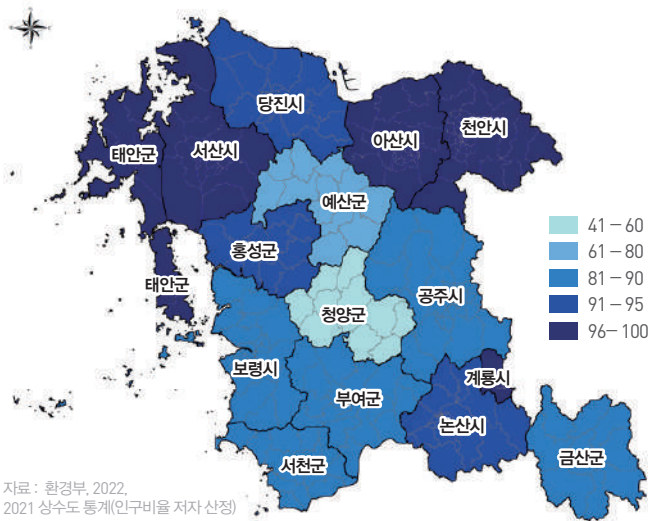 당진시
아산시
천안시
태안군
서산시
예산군
홍성군
태안군
청양군
공주시
보령시
부여군
계룡시
논산시
서천군
금산군
41-60
61-80
81-90
91-95
96-100
자료 : 환경부, 2022,
2021 상수도 통계(인구비율 저자 산정)